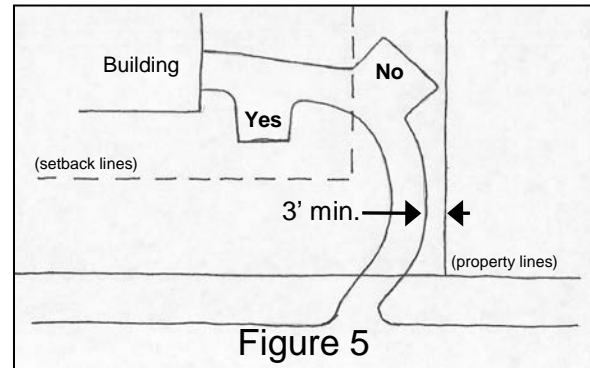 Building
No
Yes
(setback lines)
3’ min.
(property lines)
Figure 5